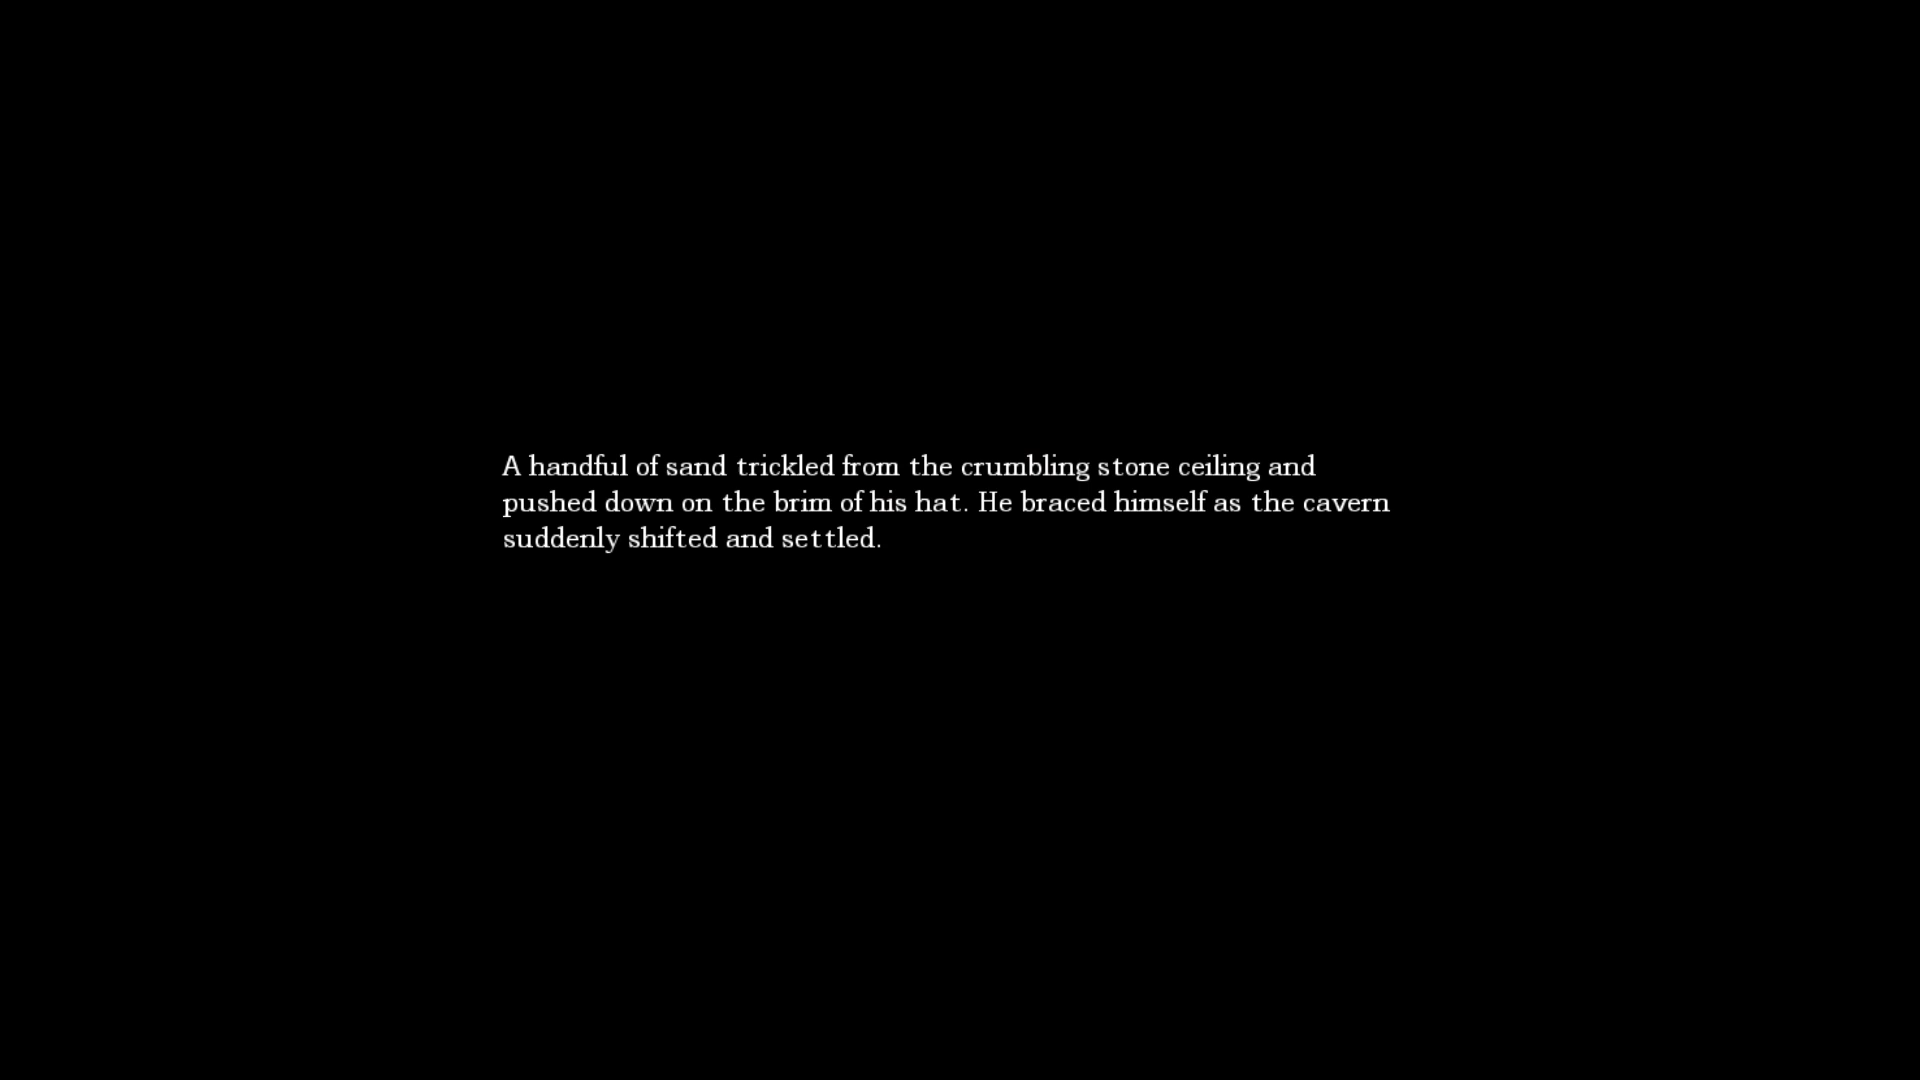 A handful of sand trickled from the crumbling stone ceiling and
pushed down on the brim of his hat. He braced himself as the cavern
suddenly shifted and settled.